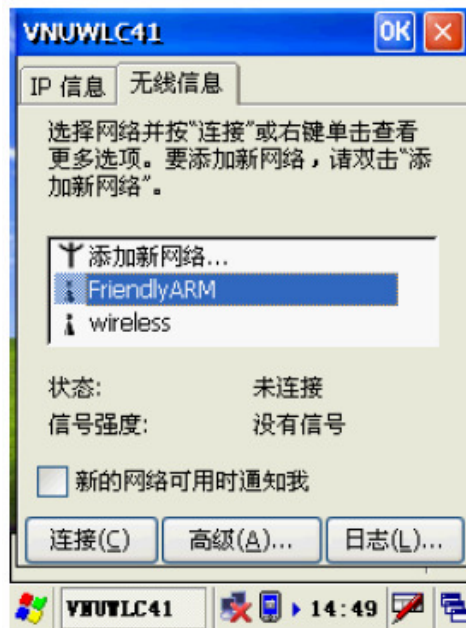 VNUWLC41 OK
IP 信息 无线信息
选择网络并按“连接”或右键单击查看
更多选项。要添加新网络，请双击“添
加新网络”。
添加新网络...
FriendlyARM
wireless
状态: 未连接
信号强度: 没有信号
新的网络可用时通知我
连接(C) 高级(A)... 日志(L)...
VNUWLC41 14:49